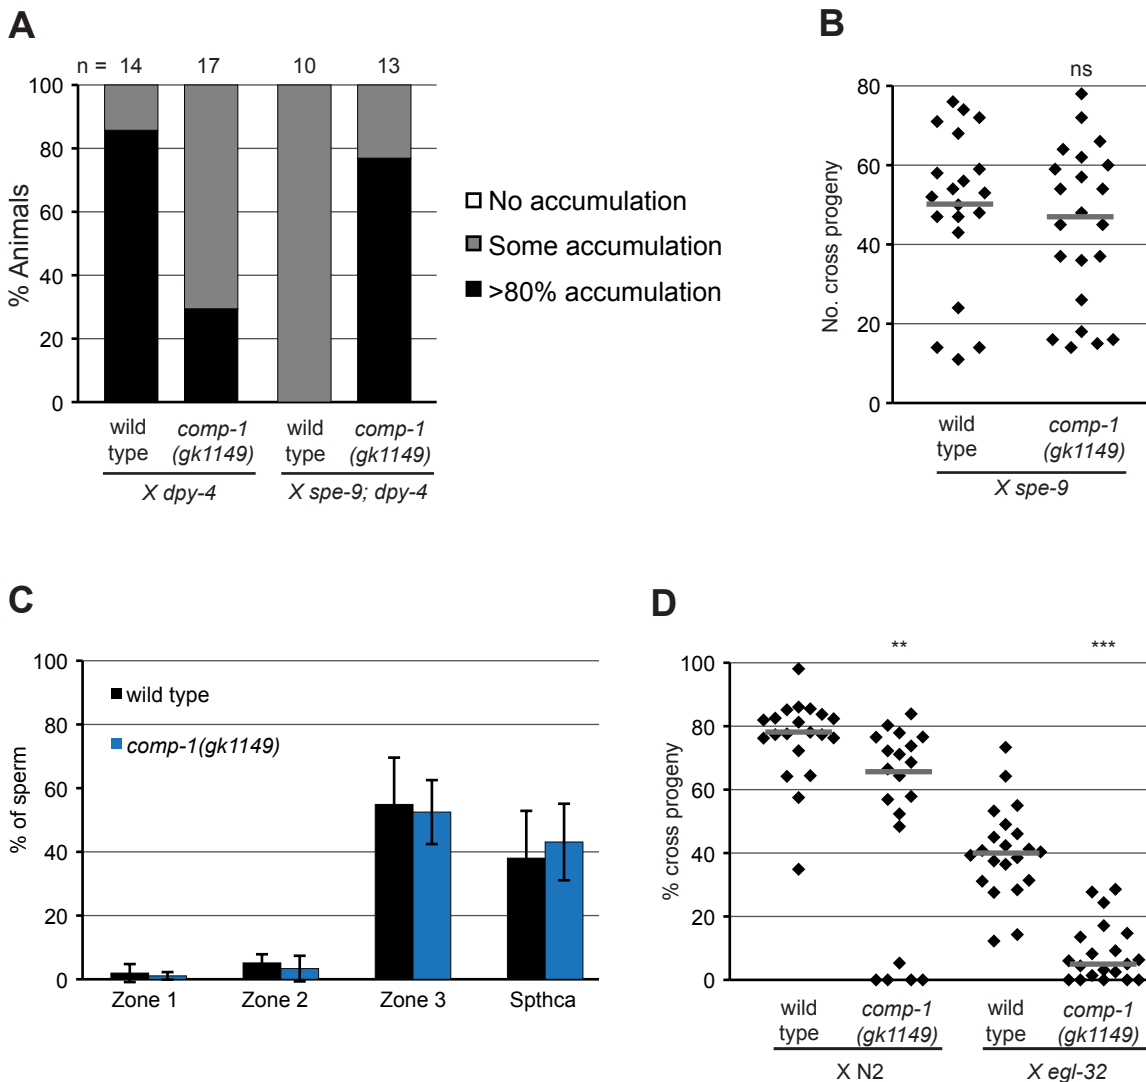 A
n = 14 17 10 13
100
80
60
40
20
0
% Animals
wild type
comp-1 (gk1149)
wild type
comp-1 (gk1149)
X dpy-4
X spe-9; dpy-4
No accumulation
Some accumulation
>80% accumulation
B
ns
80
60
40
20
0
No. cross progeny
wild type
comp-1 (gk1149)
X spe-9
C
100
80
60
40
20
0
% of sperm
wild type
comp-1(gk1149)
Zone 1
Zone 2
Zone 3
Spthca
D
**
***
100
80
60
40
20
0
% cross progeny
wild type
comp-1 (gk1149)
wild type
comp-1 (gk1149)
X N2
X egl-32